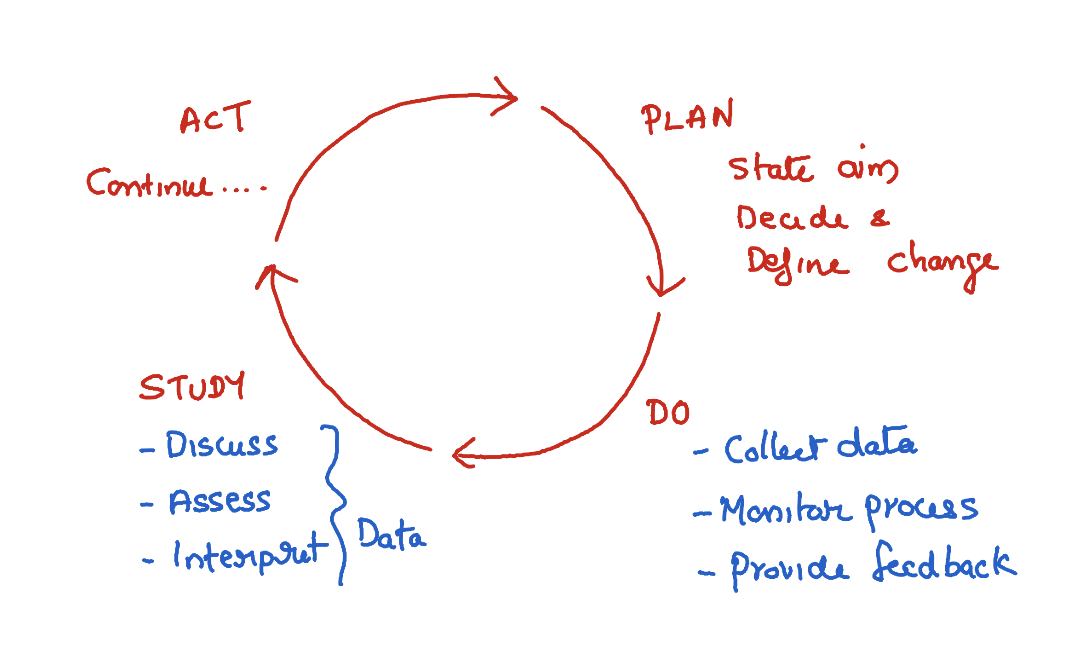 ACT
Continue ....
PLAN
State aim
Decide &
Define change
DO
- Collect data
- Monitor process
- Provide feedback
STUDY
- Discuss
- Assess
- Interpret
Data